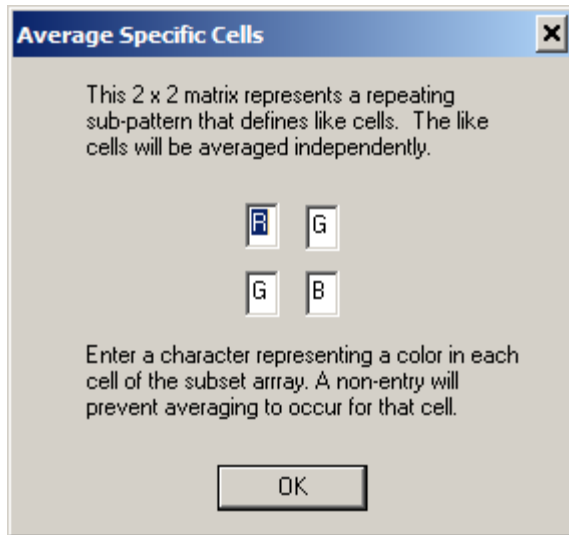 Average Specific Cells
This 2 x 2 matrix represents a repeating
sub-pattern that defines like cells.  The like
cells will be averaged independently.
R G
G B
Enter a character representing a color in each
cell of the subset arrray. A non-entry will
prevent averaging to occur for that cell.
OK